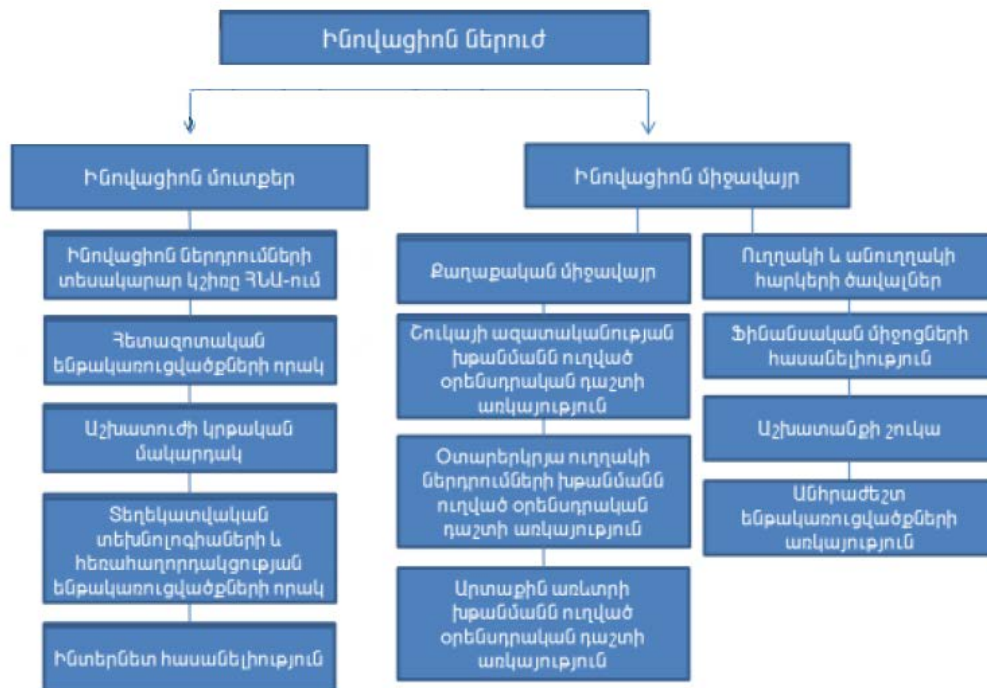 Ինովացիոն ներուժ
Ինովացիոն մուտքեր
Ինովացիոն ներդրումների
տեսակարար կշիռը ՀՆԱ-ում
Հետազոտական
ենթակառուցվածքների որակ
Աշխատուժի կրթական
մակարդակ
Տեղեկատվական
տեխնոլոգիաների և
հեռահաղորդակցության
ենթակառուցվածքների որակ
Ինտերնետ հասանելիություն
Ինովացիոն միջավայր
Քաղաքական միջավայր
Շուկայի ազատականության
խթանմանն ուղված
օրենսդրական դաշտի
առկայություն
Օտարերկրյա ուղղակի
ներդրումների խթանմանն
ուղված օրենսդրական
դաշտի առկայություն
Արտաքին առևտրի
խթանմանն ուղված
օրենսդրական դաշտի
առկայություն
Ուղղակի և անուղղակի
հարկերի ծավալներ
Ֆինանսական միջոցների
հասանելիություն
Աշխատանքի շուկա
Անհրաժեշտ
ենթակառուցվածքների
առկայություն